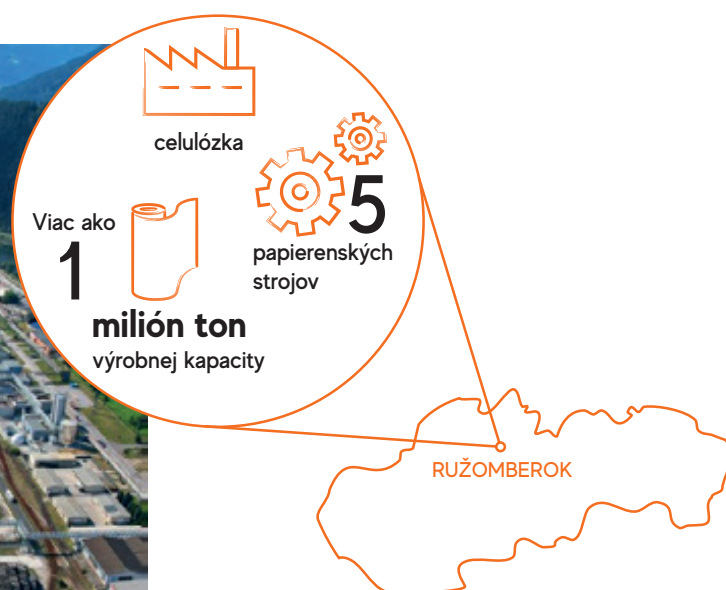 celulózka
5
papierenských
strojov
Viac ako
1
milión ton
výrobnej kapacity
RUŽOMBEROK